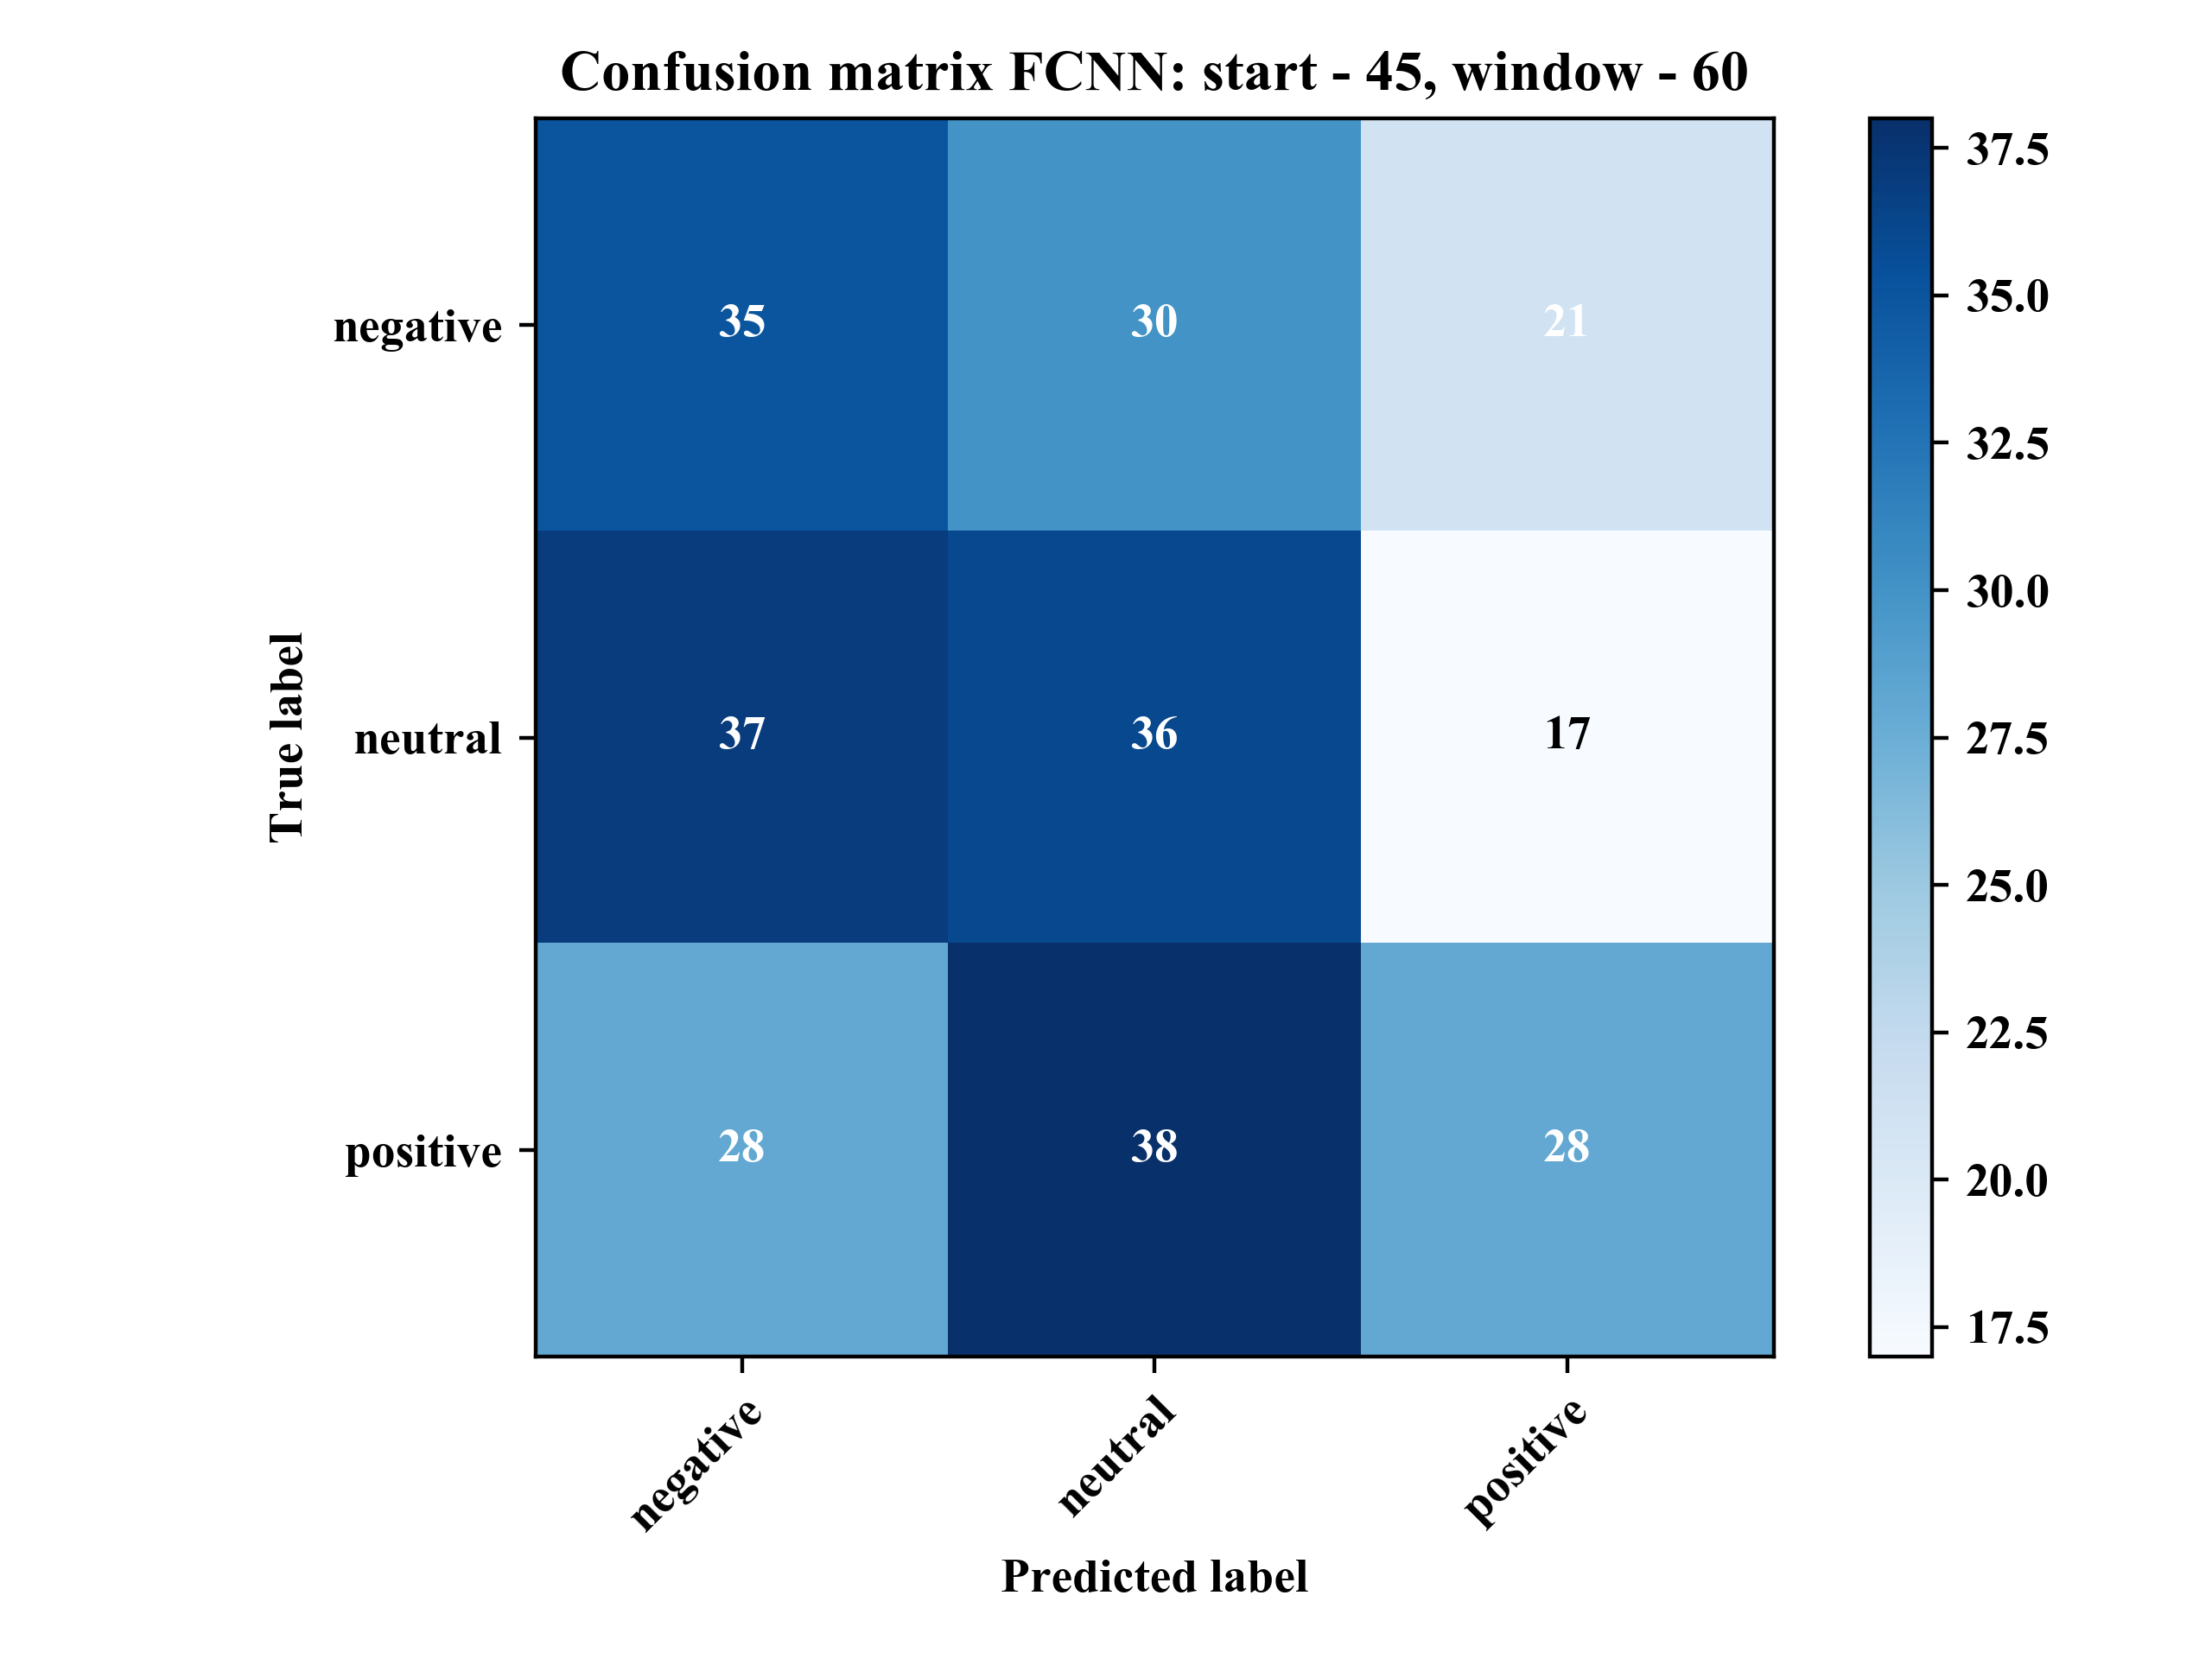 Confusion matrix FCNN: start - 45, window - 60
True label
negative
neutral
positive
35 30 21
37 36 17
28 38 28
negative neutral positive
Predicted label
37.5
35.0
32.5
30.0
27.5
25.0
22.5
20.0
17.5